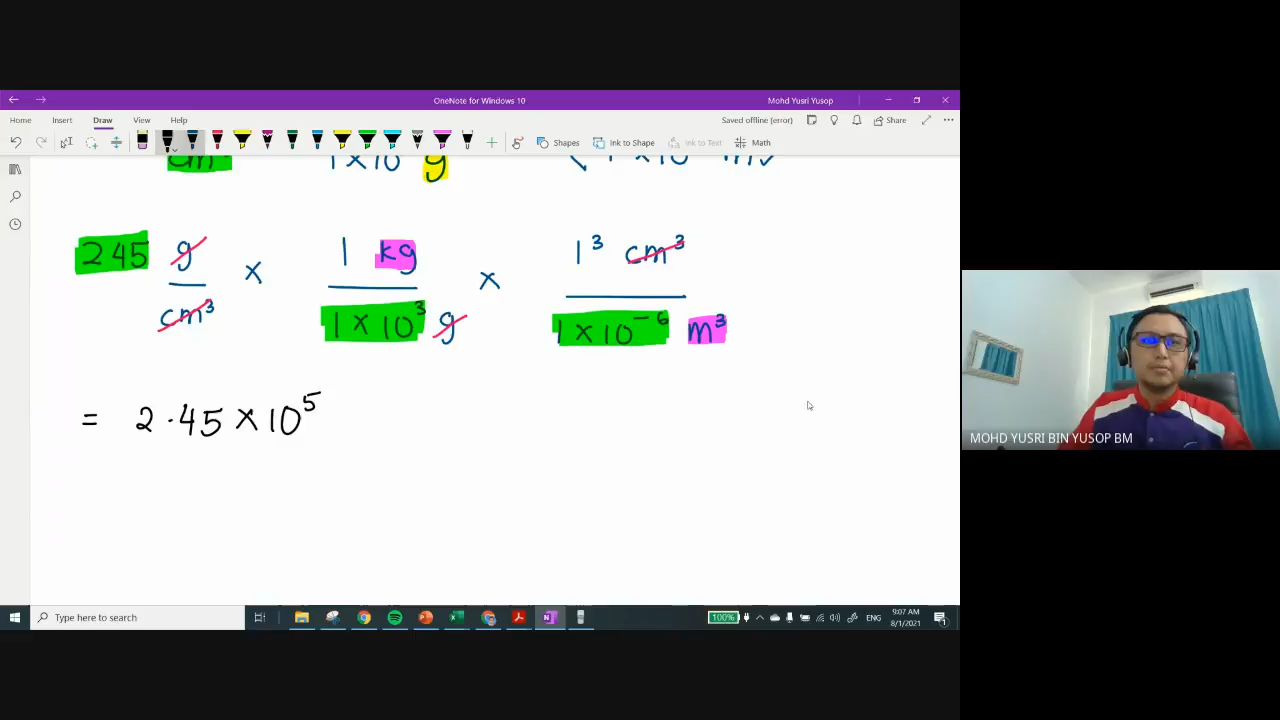 OneNote for Windows 10
Mohd Yusri Yusop
Home Insert Draw View Help
Saved offline (error)
Share
Shapes
Ink to Shape
Ink to Text
Math
1 × 10 g
245 g × 1 kg × 1³ cm³
cm³ 1 × 10³ g 1 × 10⁻⁶ m³
= 2.45 × 10⁵
MOHD YUSRI BIN YUSOP BM
Type here to search
100%
ENG
9:07 AM
8/1/2021